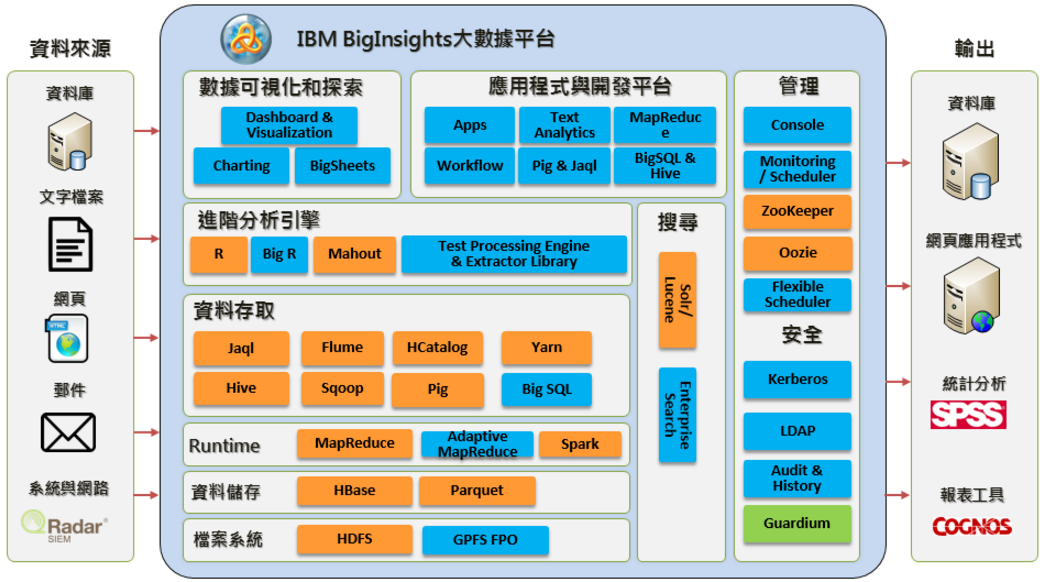 IBM BigInsights大數據平台
資料來源
資料庫
文字檔案
網頁
HTML
郵件
系統與網路
QRadar®
SIEM
數據可視化和探索
Dashboard &
Visualization
Charting
BigSheets
應用程式與開發平台
Apps
Text
Analytics
MapReduc
e
Workflow
Pig & Jaql
BigSQL &
Hive
進階分析引擎
R
Big R
Mahout
Test Processing Engine
& Extractor Library
資料存取
Jaql
Flume
HCatalog
Yarn
Hive
Sqoop
Pig
Big SQL
Runtime
MapReduce
Adaptive
MapReduce
Spark
資料儲存
HBase
Parquet
檔案系統
HDFS
GPFS FPO
搜尋
Solr/
Lucene
Enterprise
Search
管理
Console
Monitoring
/ Scheduler
ZooKeeper
Oozie
Flexible
Scheduler
安全
Kerberos
LDAP
Audit &
History
Guardium
輸出
資料庫
網頁應用程式
統計分析
SPSS
報表工具
COGNOS